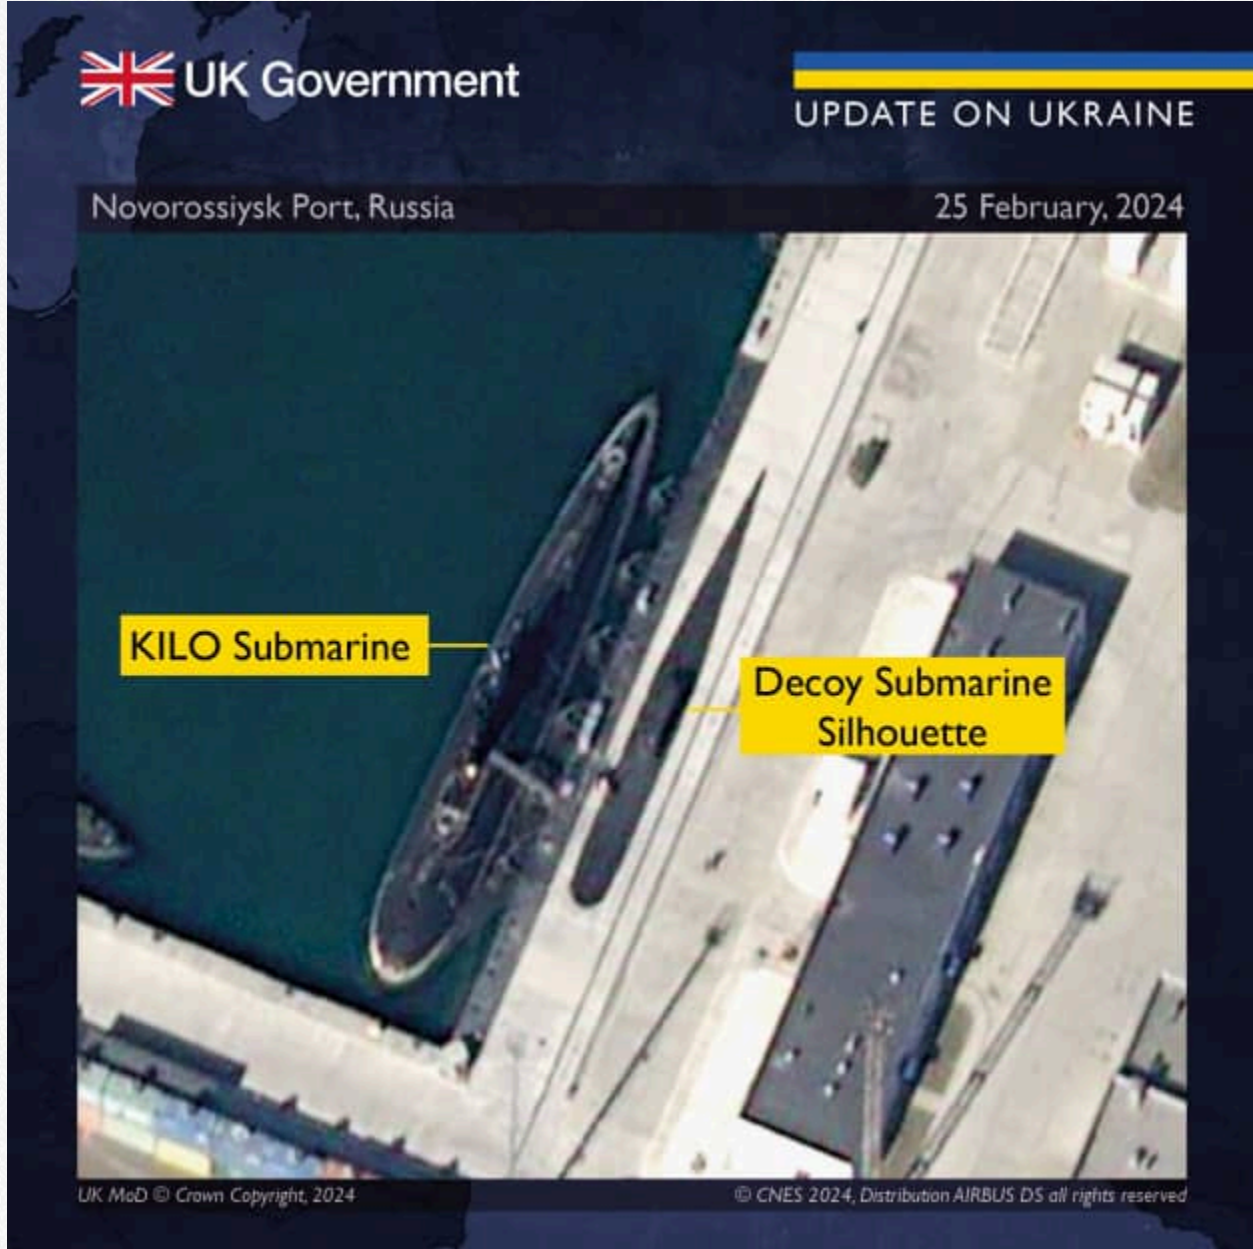 UK Government
UPDATE ON UKRAINE
Novorossiysk Port, Russia
25 February, 2024
KILO Submarine
Decoy Submarine
Silhouette
UK MoD © Crown Copyright, 2024
© CNES 2024, Distribution AIRBUS DS all rights reserved